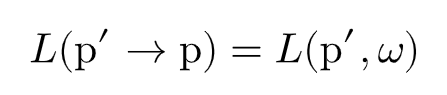 L(p′ → p) = L(p′, ω)